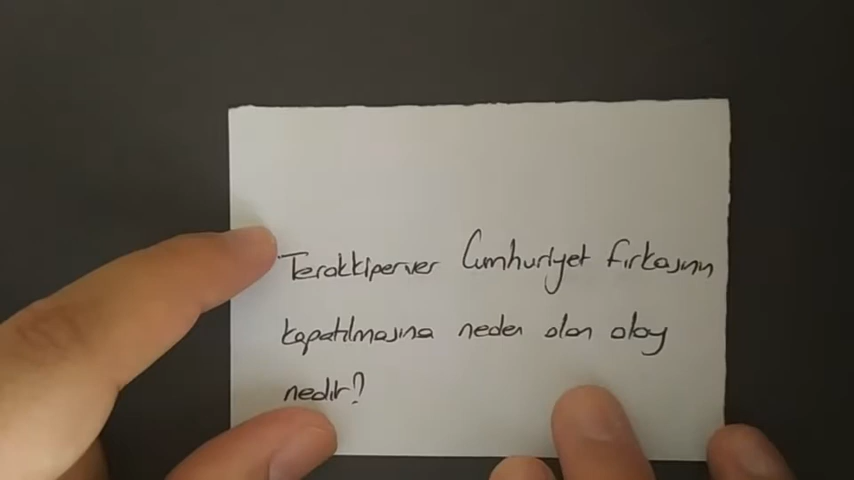 Terakkiperver Cumhuriyet fırkasının
kapatılmasına neden olan olay
nedir?